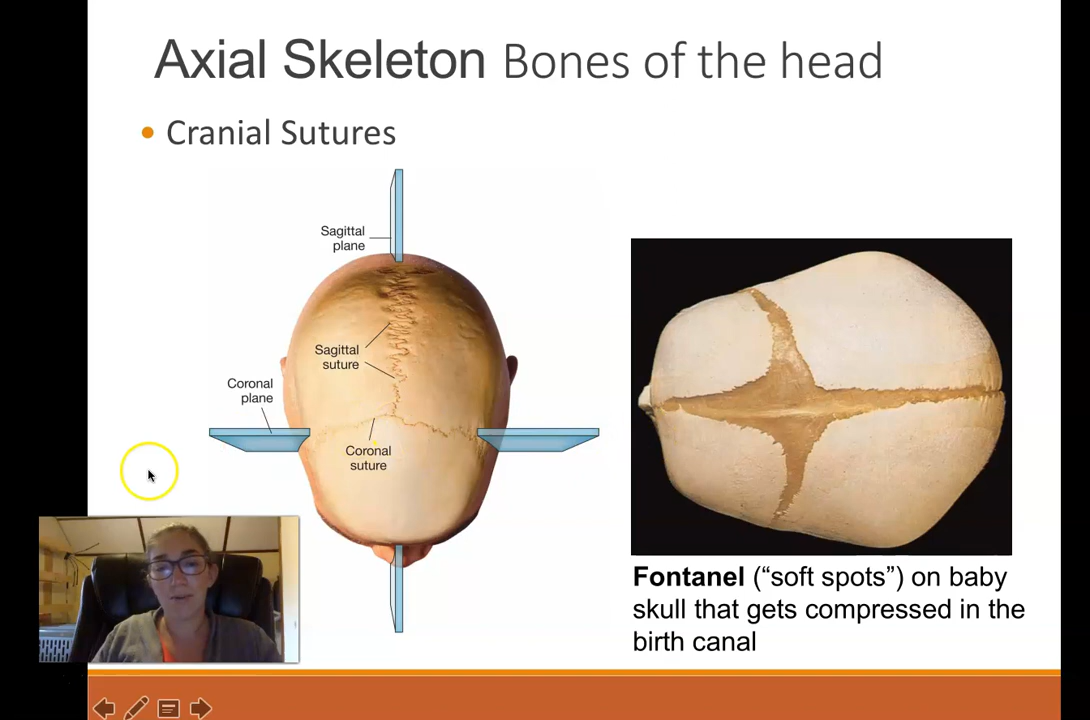 Axial Skeleton Bones of the head
• Cranial Sutures
Sagittal
plane
Sagittal
suture
Coronal
plane
Coronal
suture
Fontanel (“soft spots”) on baby
skull that gets compressed in the
birth canal